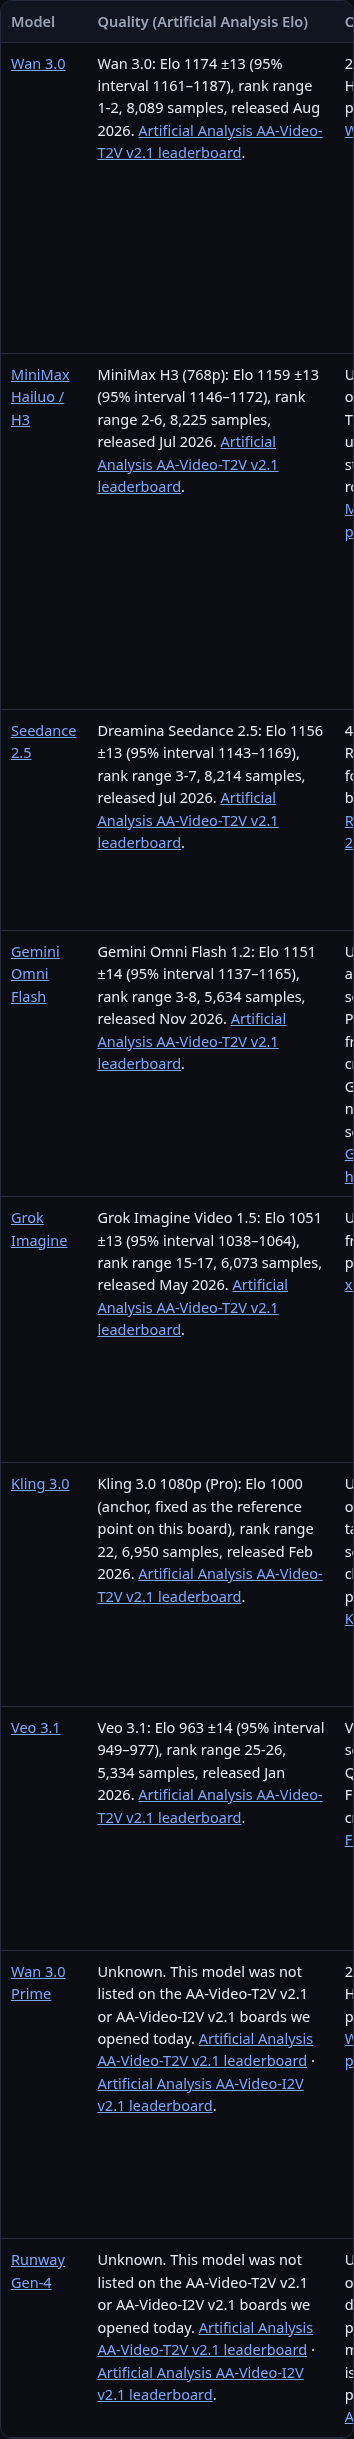 Model
Quality (Artificial Analysis Elo)
Wan 3.0
Wan 3.0: Elo 1174 ±13 (95%
interval 1161–1187), rank range
1-2, 8,089 samples, released Aug
2026. Artificial Analysis AA-Video-
T2V v2.1 leaderboard.
MiniMax
Hailuo /
H3
MiniMax H3 (768p): Elo 1159 ±13
(95% interval 1146–1172), rank
range 2-6, 8,225 samples,
released Jul 2026. Artificial
Analysis AA-Video-T2V v2.1
leaderboard.
Seedance
2.5
Dreamina Seedance 2.5: Elo 1156
±13 (95% interval 1143–1169),
rank range 3-7, 8,214 samples,
released Jul 2026. Artificial
Analysis AA-Video-T2V v2.1
leaderboard.
Gemini
Omni
Flash
Gemini Omni Flash 1.2: Elo 1151
±14 (95% interval 1137–1165),
rank range 3-8, 5,634 samples,
released Nov 2026. Artificial
Analysis AA-Video-T2V v2.1
leaderboard.
Grok
Imagine
Grok Imagine Video 1.5: Elo 1051
±13 (95% interval 1038–1064),
rank range 15-17, 6,073 samples,
released May 2026. Artificial
Analysis AA-Video-T2V v2.1
leaderboard.
Kling 3.0
Kling 3.0 1080p (Pro): Elo 1000
(anchor, fixed as the reference
point on this board), rank range
22, 6,950 samples, released Feb
2026. Artificial Analysis AA-Video-
T2V v2.1 leaderboard.
Veo 3.1
Veo 3.1: Elo 963 ±14 (95% interval
949–977), rank range 25-26,
5,334 samples, released Jan
2026. Artificial Analysis AA-Video-
T2V v2.1 leaderboard.
Wan 3.0
Prime
Unknown. This model was not
listed on the AA-Video-T2V v2.1
or AA-Video-I2V v2.1 boards we
opened today. Artificial Analysis
AA-Video-T2V v2.1 leaderboard ·
Artificial Analysis AA-Video-I2V
v2.1 leaderboard.
Runway
Gen-4
Unknown. This model was not
listed on the AA-Video-T2V v2.1
or AA-Video-I2V v2.1 boards we
opened today. Artificial Analysis
AA-Video-T2V v2.1 leaderboard ·
Artificial Analysis AA-Video-I2V
v2.1 leaderboard.